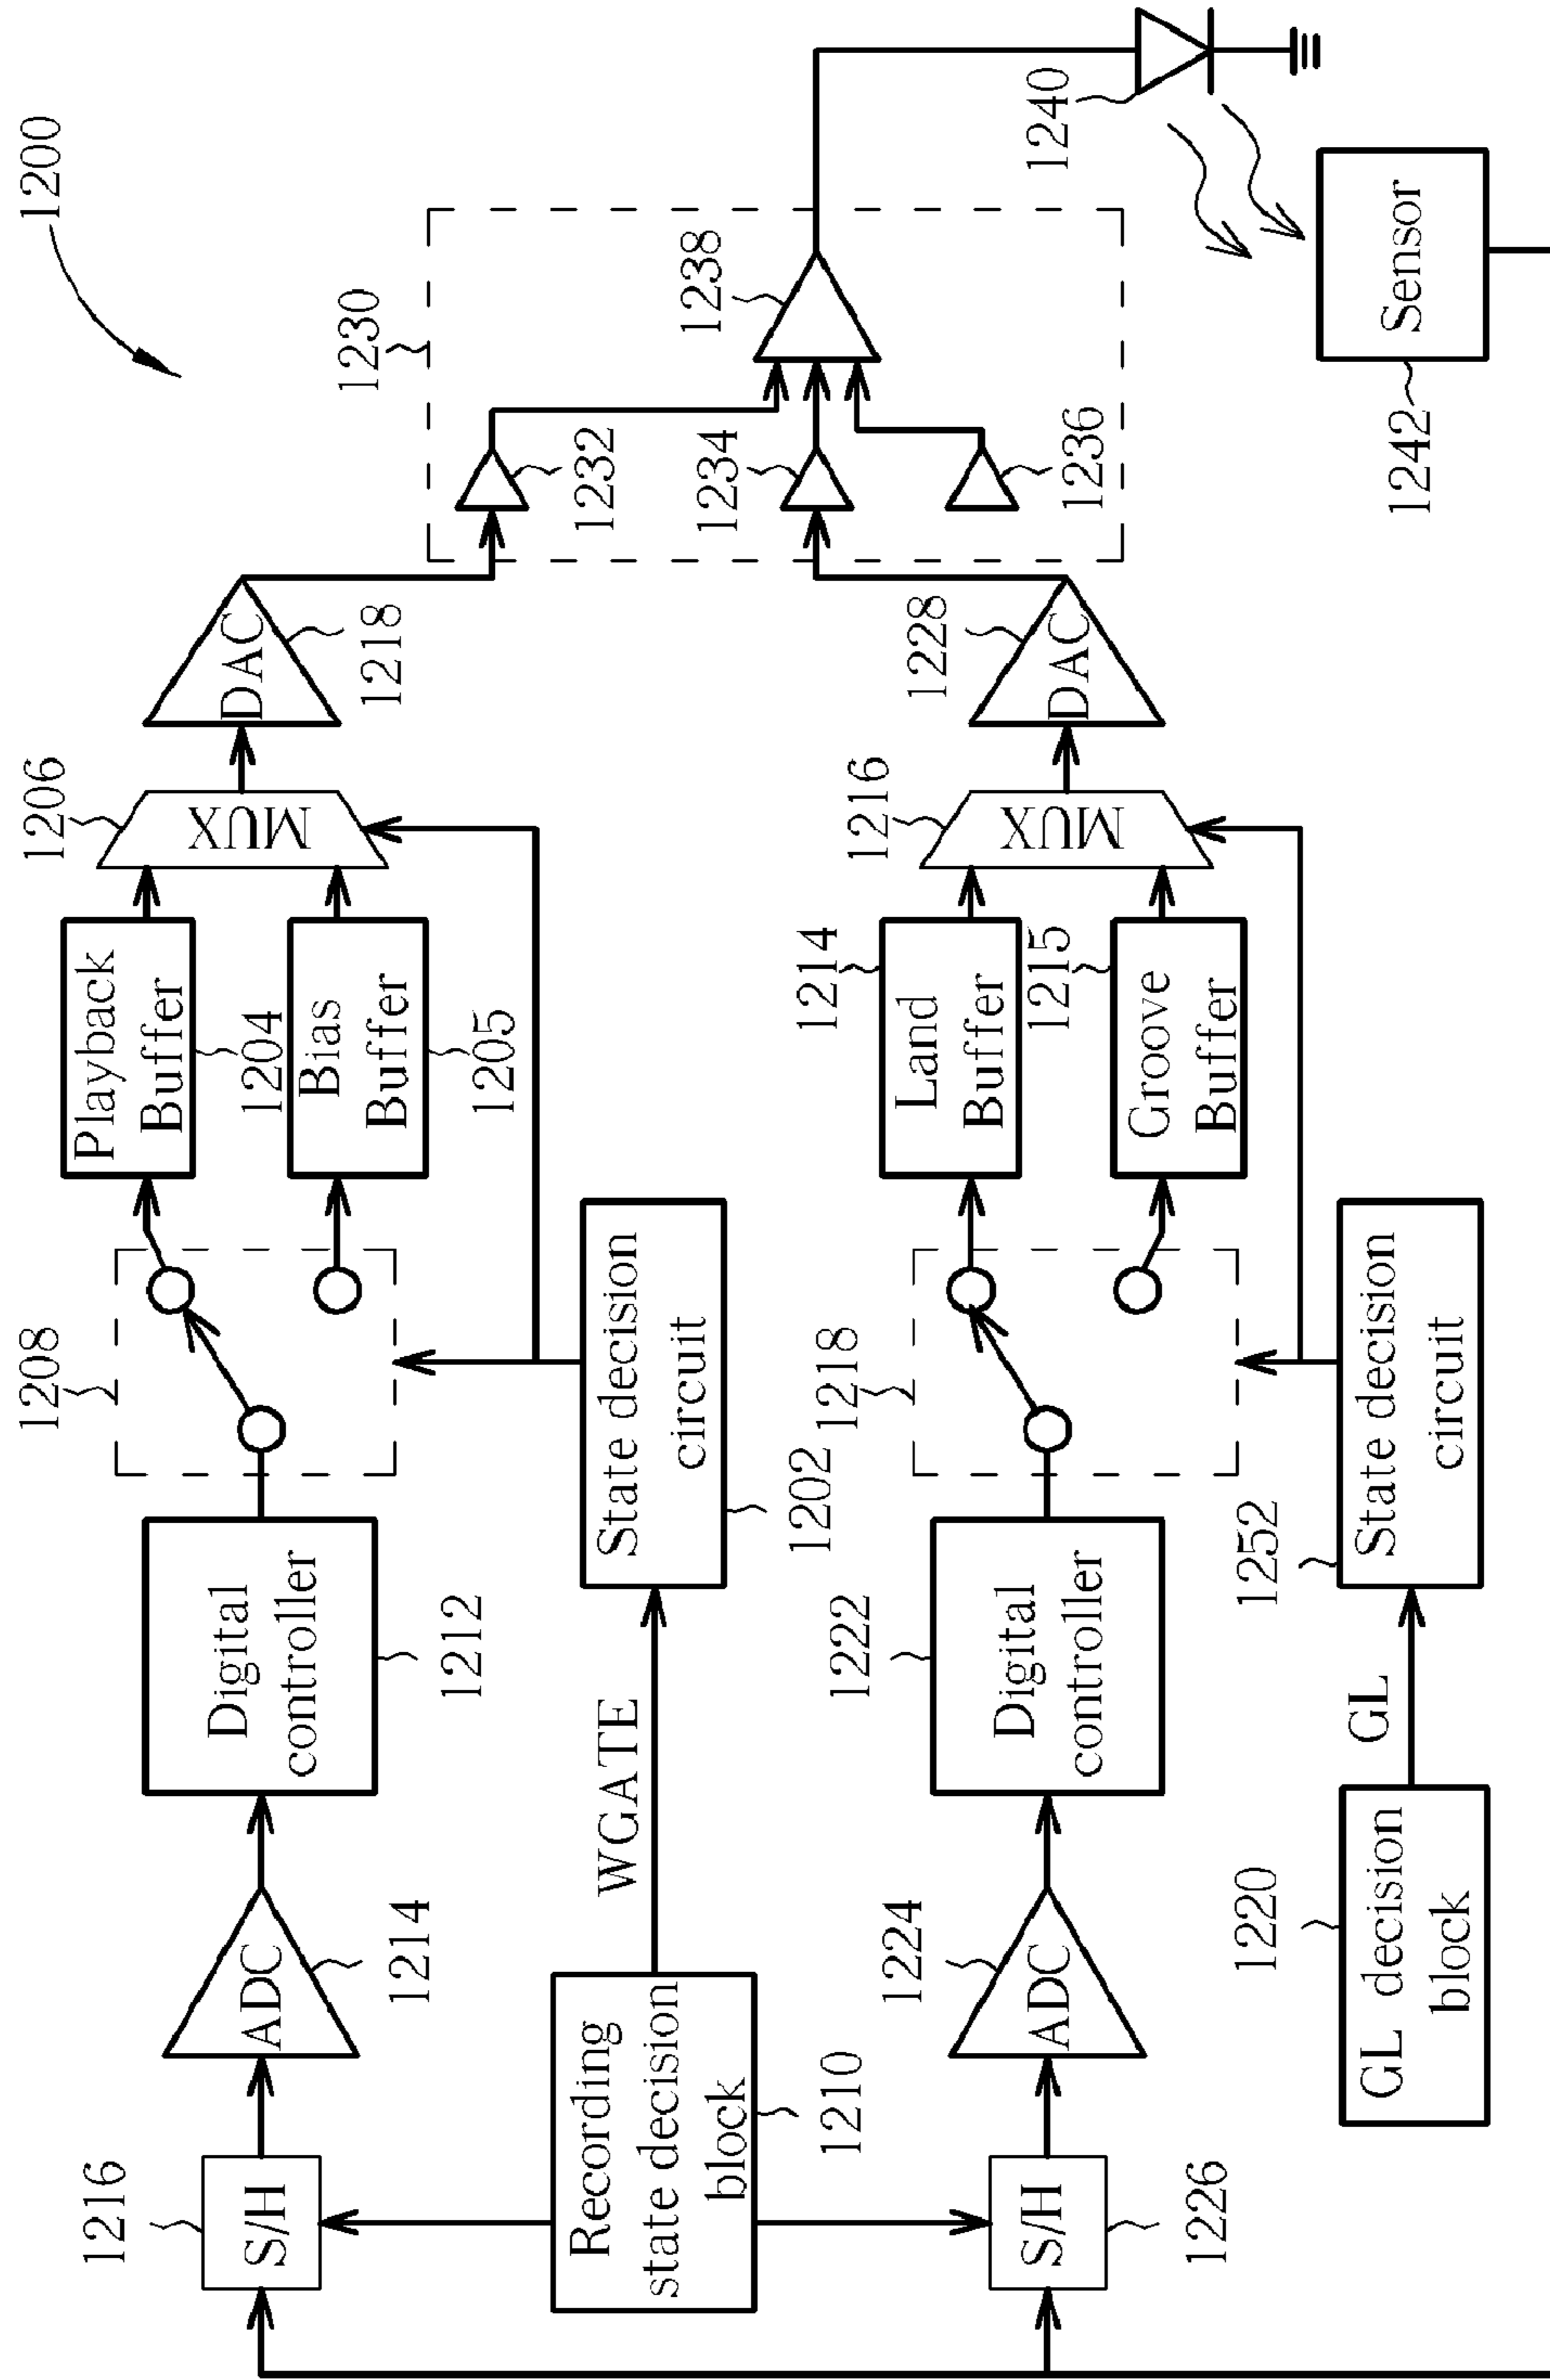 1200
1216
S/H
ADC
1214
Digital
controller
1212
1208
Playback
Buffer
1204
Bias
Buffer
1205
1206
MUX
DAC
1218
1230
1232
1234
1236
1238
1240
Sensor
1242
Recording
state decision
block
1210
WGATE
State decision
circuit
1202
S/H
1226
ADC
1224
Digital
controller
1222
1218
Land
Buffer
1214
Groove
Buffer
1215
1216
MUX
DAC
1228
GL decision
block
1220
GL
State decision
circuit
1252